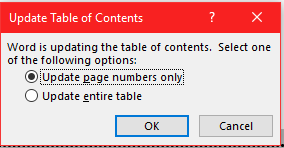 Update Table of Contents ? X
Word is updating the table of contents. Select one
of the following options:
Update page numbers only
Update entire table
OK Cancel